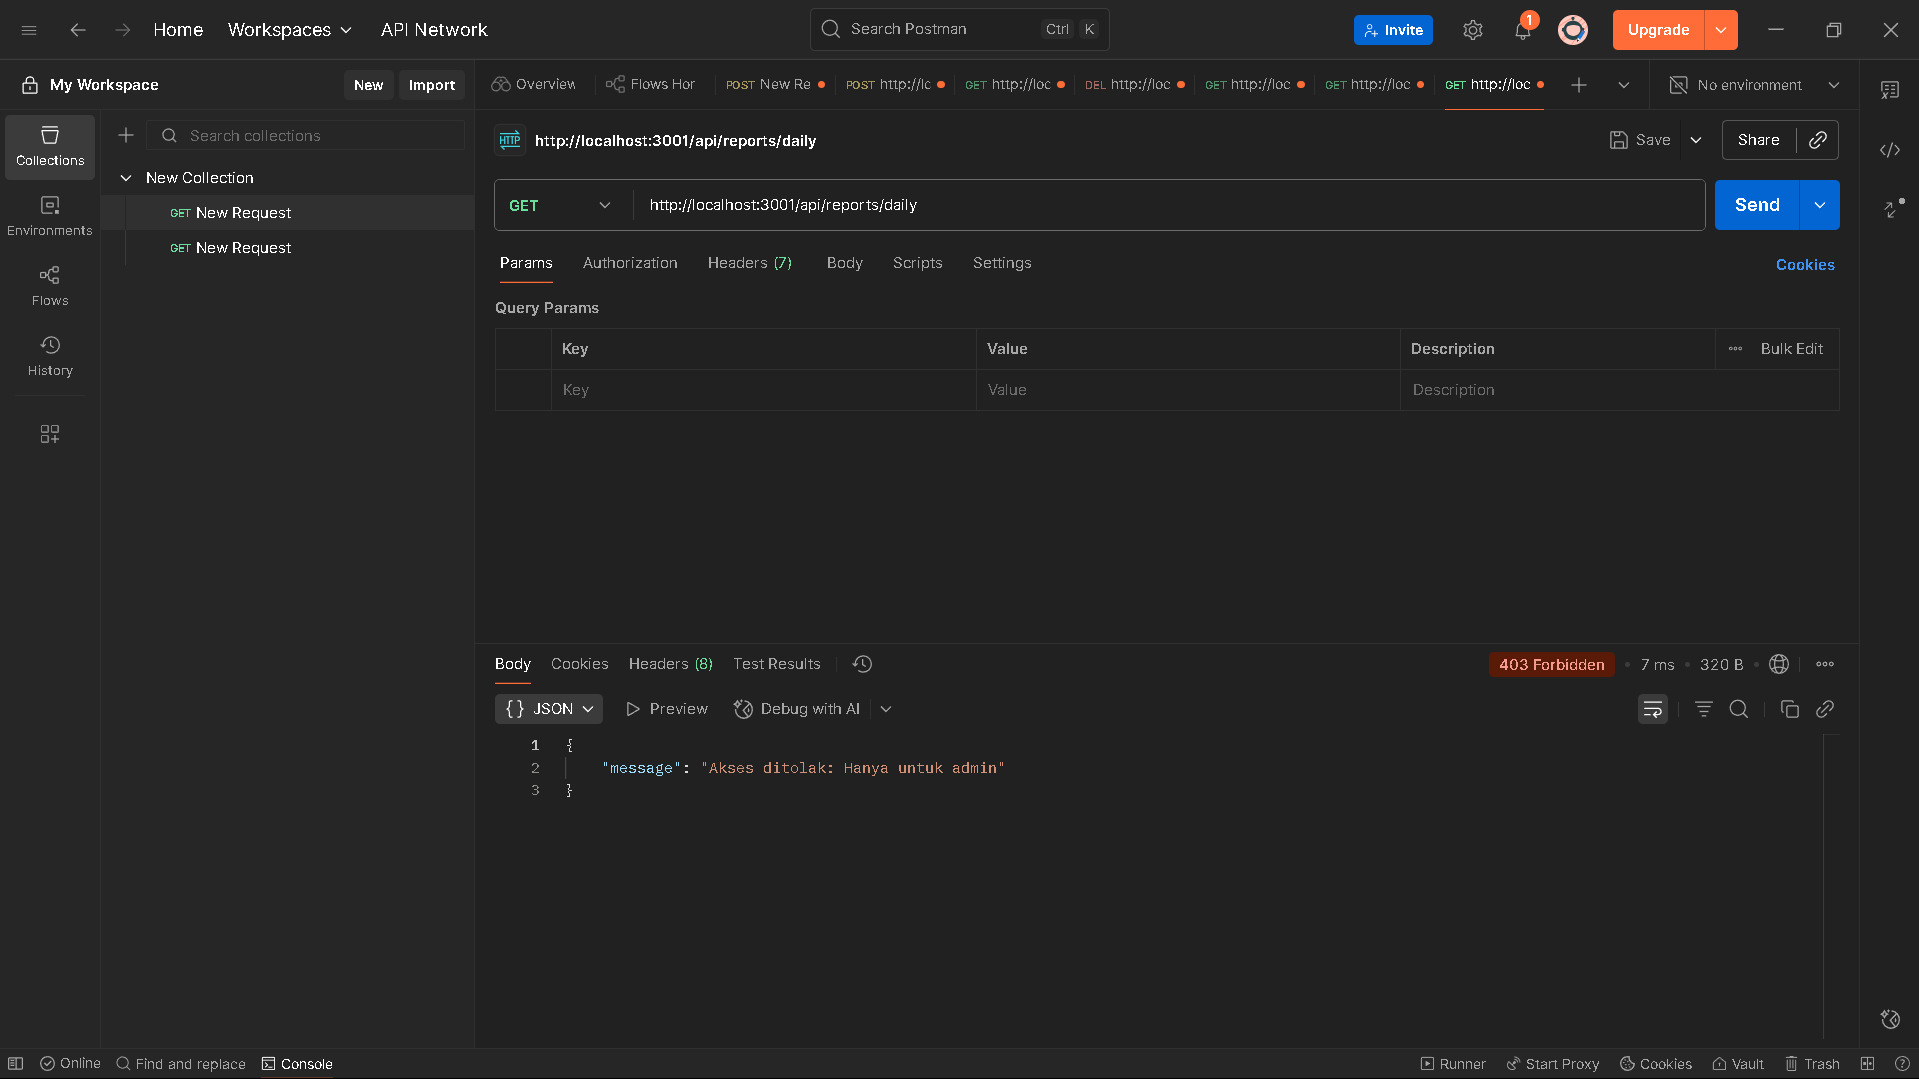 Home Workspaces API Network Search Postman Ctrl K Invite 1 Upgrade
My Workspace New Import Overview Flows Hor POST New Re POST http://lc GET http://loc DEL http://loc GET http://loc GET http://loc GET http://loc No environment
Collections
Environments
Flows
History
Search collections
New Collection
GET New Request
GET New Request
HTTP http://localhost:3001/api/reports/daily Save Share
GET http://localhost:3001/api/reports/daily Send
Params Authorization Headers (7) Body Scripts Settings Cookies
Query Params
Key Value Description Bulk Edit
Key Value Description
Body Cookies Headers (8) Test Results 403 Forbidden 7 ms 320 B
{} JSON Preview Debug with AI
1 {
2 "message": "Akses ditolak: Hanya untuk admin"
3 }
Online Find and replace Console Runner Start Proxy Cookies Vault Trash